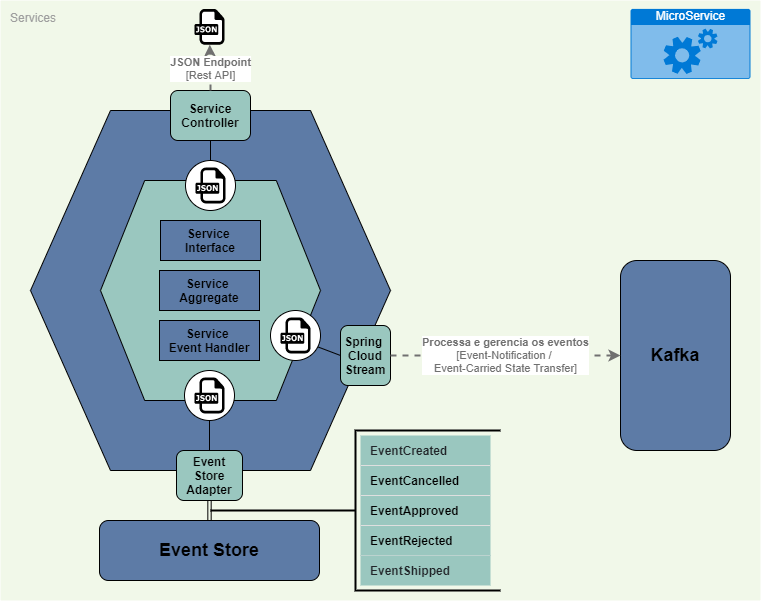 Services
MicroService
JSON
JSON Endpoint
[Rest API]
Service
Controller
JSON
Service
Interface
Service
Aggregate
Service
Event Handler
JSON
Spring
Cloud
Stream
Processa e gerencia os eventos
[Event-Notification /
Event-Carried State Transfer]
Kafka
JSON
Event
Store
Adapter
EventCreated
EventCancelled
EventApproved
EventRejected
EventShipped
Event Store